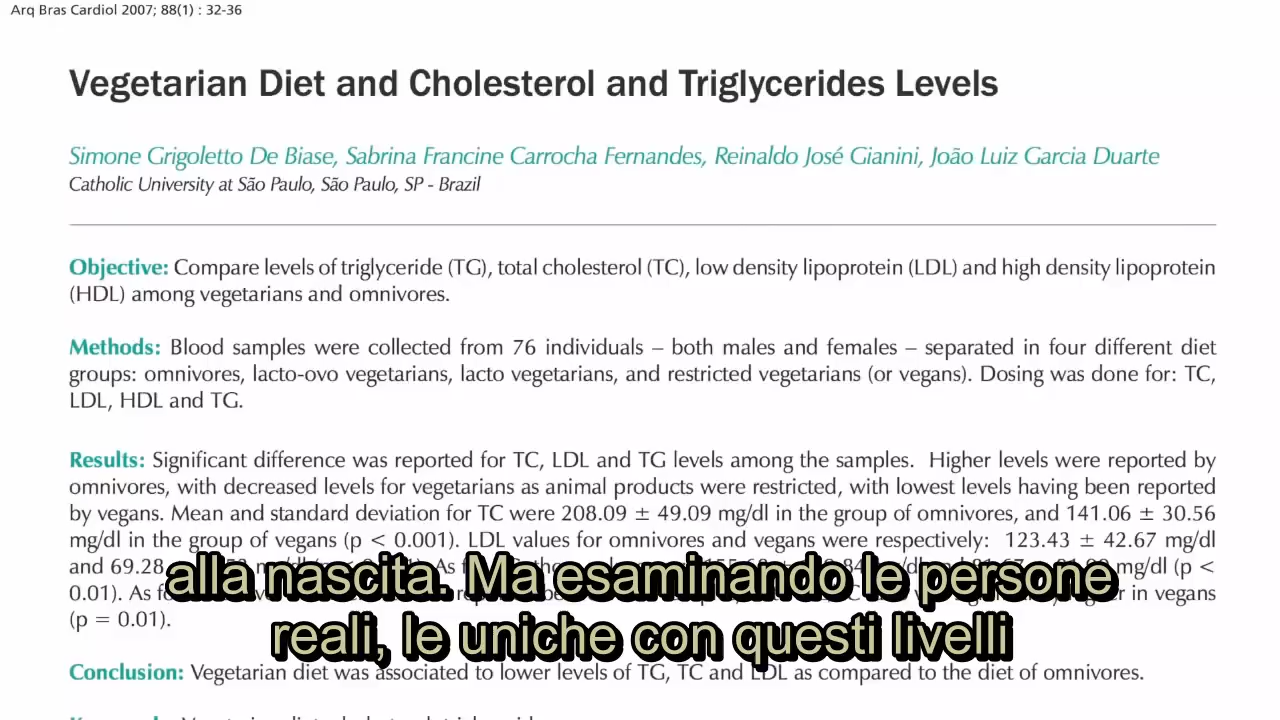 Arq Bras Cardiol 2007; 88(1) : 32-36
Vegetarian Diet and Cholesterol and Triglycerides Levels
Simone Grigoletto De Biase, Sabrina Francine Carrocha Fernandes, Reinaldo José Gianini, João Luiz Garcia Duarte
Catholic University at São Paulo, São Paulo, SP - Brazil
Objective: Compare levels of triglyceride (TG), total cholesterol (TC), low density lipoprotein (LDL) and high density lipoprotein
(HDL) among vegetarians and omnivores.
Methods: Blood samples were collected from 76 individuals – both males and females – separated in four different diet
groups: omnivores, lacto-ovo vegetarians, lacto vegetarians, and restricted vegetarians (or vegans). Dosing was done for: TC,
LDL, HDL and TG.
Results: Significant difference was reported for TC, LDL and TG levels among the samples. Higher levels were reported by
omnivores, with decreased levels for vegetarians as animal products were restricted, with lowest levels having been reported
by vegans. Mean and standard deviation for TC were 208.09 ± 49.09 mg/dl in the group of omnivores, and 141.06 ± 30.56
mg/dl in the group of vegans (p < 0.001). LDL values for omnivores and vegans were respectively: 123.43 ± 42.67 mg/dl
and 69.28 mg/dl (p <
0.01). As in vegans
(p = 0.01).
alla nascita. Ma esaminando le persone
reali, le uniche con questi livelli
Conclusion: Vegetarian diet was associated to lower levels of TG, TC and LDL as compared to the diet of omnivores.